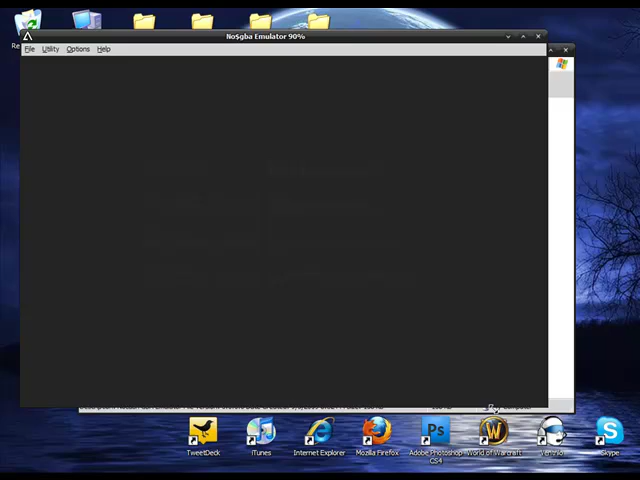 No$gba Emulator 90%
File Utility Options Help
TweetDeck
iTunes
Internet Explorer
Mozilla Firefox
Adobe Photoshop CS4
World of Warcraft
Skype